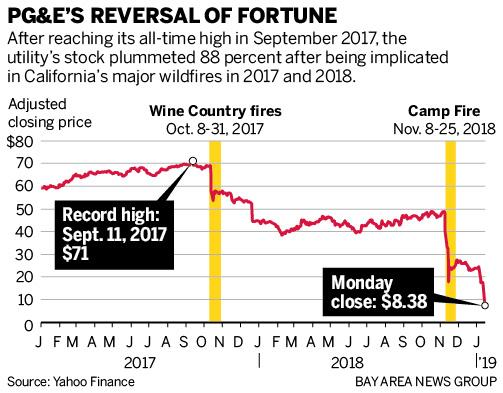 PG&E'S REVERSAL OF FORTUNE
After reaching its all-time high in September 2017, the
utility's stock plummeted 88 percent after being implicated
in California's major wildfires in 2017 and 2018.
Adjusted
closing price
Wine Country fires
Oct. 8-31, 2017
Camp Fire
Nov. 8-25, 2018
$80
70
60
50
40
30
20
10
0
Record high:
Sept. 11, 2017
$71
Monday
close: $8.38
J F M A M J J A S O N D J F M A M J J A S O N D J
2017 2018 '19
Source: Yahoo Finance
BAY AREA NEWS GROUP